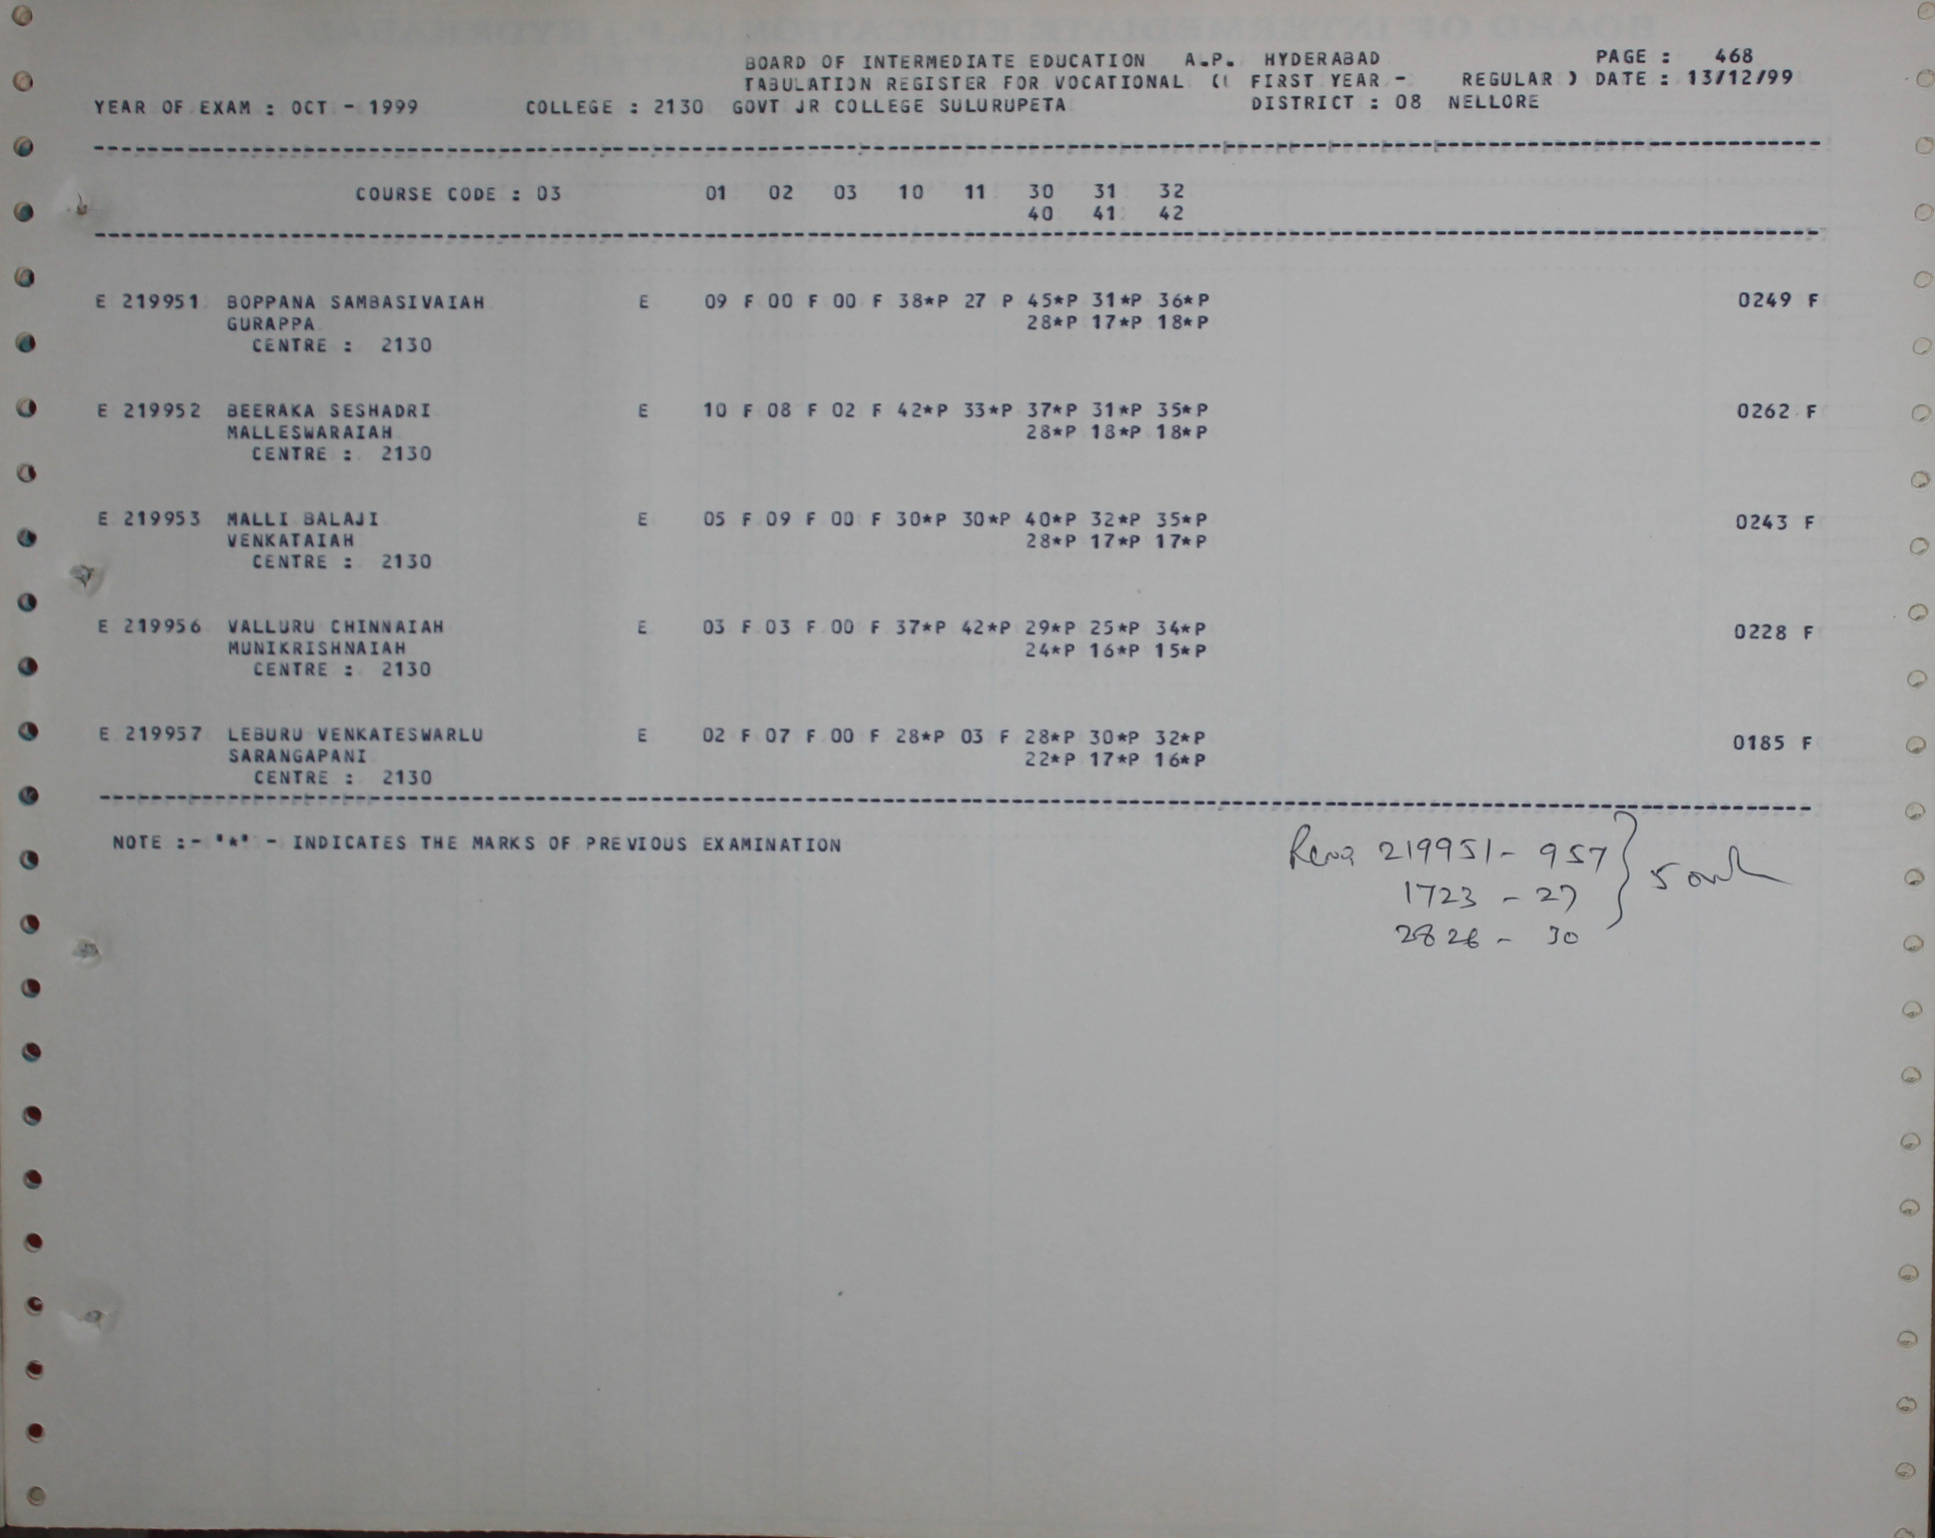 BOARD OF INTERMEDIATE EDUCATION A.P. HYDERABAD PAGE : 468
TABULATION REGISTER FOR VOCATIONAL (( FIRST YEAR - REGULAR ) DATE : 13/12/99
YEAR OF EXAM : OCT - 1999 COLLEGE : 2130 GOVT JR COLLEGE SULURUPETA DISTRICT : 08 NELLORE
COURSE CODE : 03 01 02 03 10 11 30 31 32
40 41 42
E 219951 BOPPANA SAMBASIVAIAH E 09 F 00 F 00 F 38*P 27 P 45*P 31*P 36*P 0249 F
GURAPPA 28*P 17*P 18*P
CENTRE : 2130
E 219952 BEERAKA SESHADRI E 10 F 08 F 02 F 42*P 33*P 37*P 31*P 35*P 0262 F
MALLESWARAIAH 28*P 18*P 18*P
CENTRE : 2130
E 219953 MALLI BALAJI E 05 F 09 F 00 F 30*P 30*P 40*P 32*P 35*P 0243 F
VENKATAIAH 28*P 17*P 17*P
CENTRE : 2130
E 219956 VALLURU CHINNAIAH E 03 F 03 F 00 F 37*P 42*P 29*P 25*P 34*P 0228 F
MUNIKRISHNAIAH 24*P 16*P 15*P
CENTRE : 2130
E 219957 LEBURU VENKATESWARLU E 02 F 07 F 00 F 28*P 03 F 28*P 30*P 32*P 0185 F
SARANGAPANI 22*P 17*P 16*P
CENTRE : 2130
NOTE :- "*" - INDICATES THE MARKS OF PREVIOUS EXAMINATION
219951 - 957 5
1723 - 27
2826 - 30